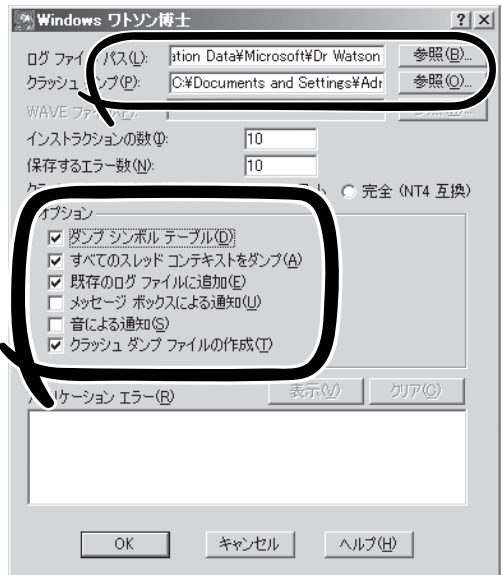 Windows ワトソン博士
ログ ファイル パス(L): ation Data¥Microsoft¥Dr Watson 参照(B)...
クラッシュ ダンプ(P): C:¥Documents and Settings¥Adr 参照(O)...
WAVE
インストラクションの数(I): 10
保存するエラー数(N): 10
完全 (NT4 互換)
オプション
ダンプ シンボル テーブル(D)
すべてのスレッド コンテキストをダンプ(A)
既存のログ ファイルに追加(E)
メッセージ ボックスによる通知(U)
音による通知(S)
クラッシュ ダンプ ファイルの作成(T)
アプリケーション エラー(R) 表示(V) クリア(C)
OK キャンセル ヘルプ(H)